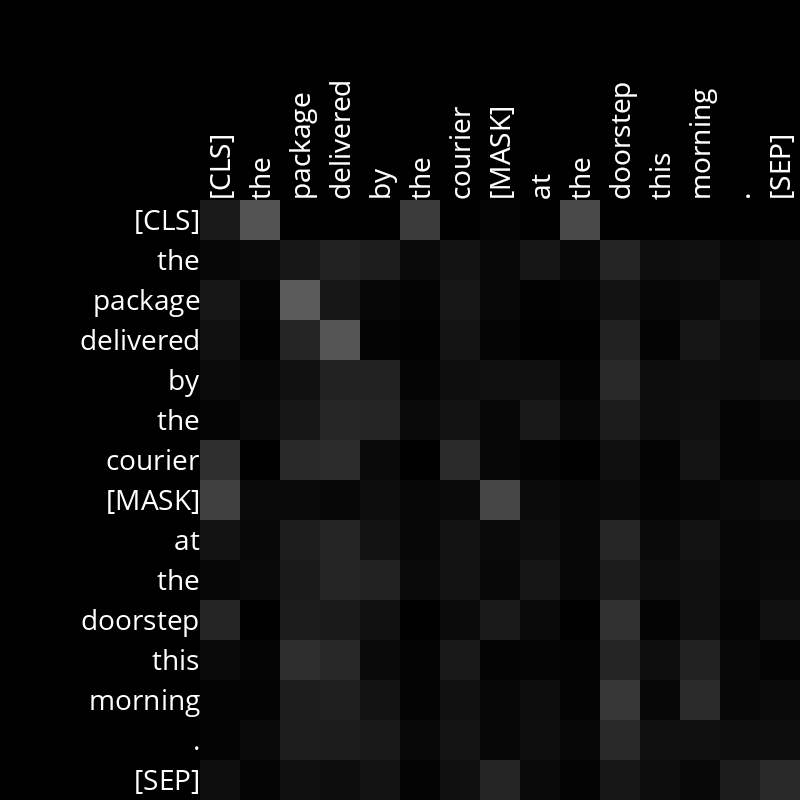 [CLS]
the
package
delivered
by
the
courier
[MASK]
at
the
doorstep
this
morning
.
[SEP]
[CLS]
the
package
delivered
by
the
courier
[MASK]
at
the
doorstep
this
morning
.
[SEP]